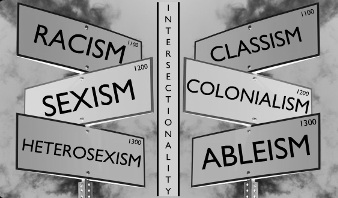 RACISM
1100
1200
SEXISM
HETEROSEXISM
1300
INTERSECTIONALITY
CLASSISM
1100
COLONIALISM
1200
1300
ABLEISM